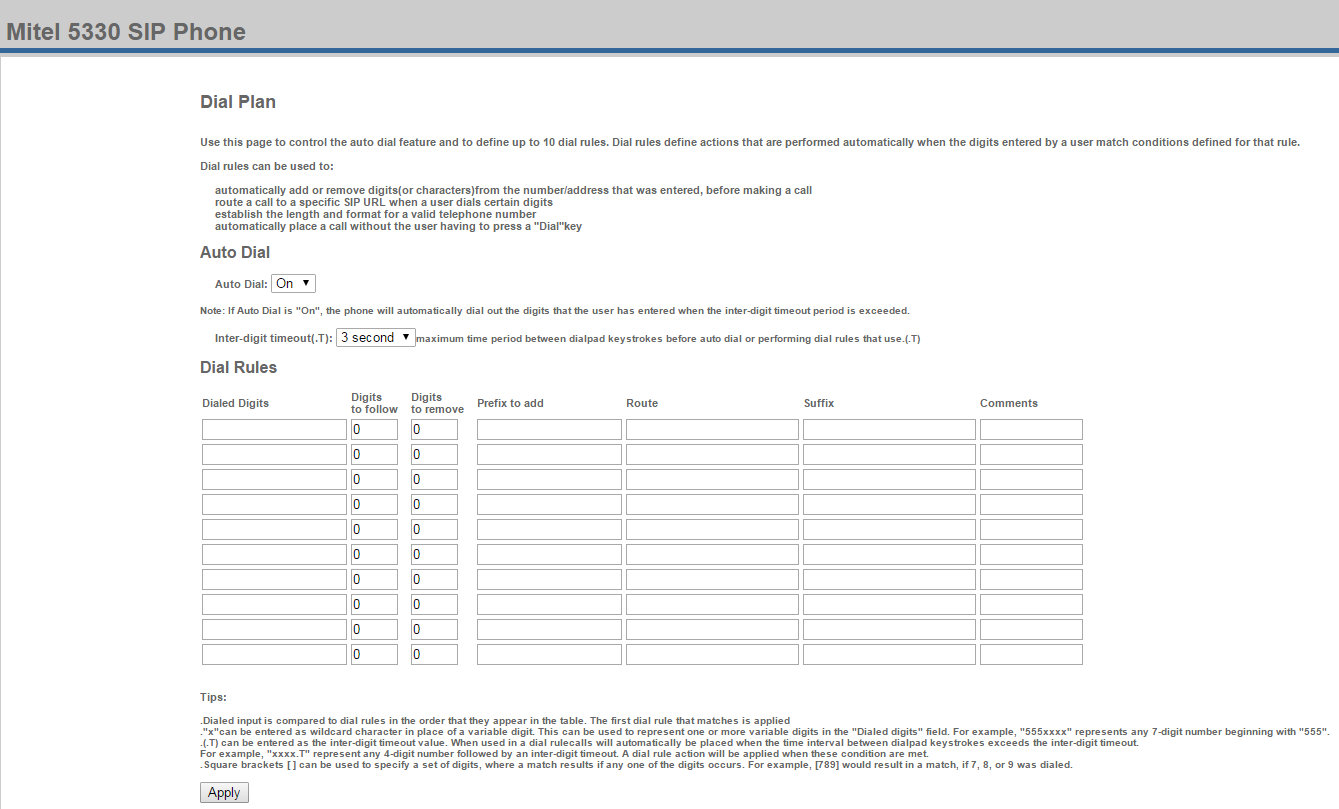 Mitel 5330 SIP Phone
Dial Plan
Use this page to control the auto dial feature and to define up to 10 dial rules. Dial rules define actions that are performed automatically when the digits entered by a user match conditions defined for that rule.
Dial rules can be used to:
automatically add or remove digits(or characters)from the number/address that was entered, before making a call
route a call to a specific SIP URL when a user dials certain digits
establish the length and format for a valid telephone number
automatically place a call without the user having to press a "Dial"key
Auto Dial
Auto Dial: On ▼
Note: If Auto Dial is "On", the phone will automatically dial out the digits that the user has entered when the inter-digit timeout period is exceeded.
Inter-digit timeout(.T): 3 second ▼ maximum time period between dialpad keystrokes before auto dial or performing dial rules that use.(.T)
Dial Rules
Dialed Digits Digits to follow Digits to remove Prefix to add Route Suffix Comments
0 0
0 0
0 0
0 0
0 0
0 0
0 0
0 0
0 0
0 0
Tips:
.Dialed input is compared to dial rules in the order that they appear in the table. The first dial rule that matches is applied
."x"can be entered as wildcard character in place of a variable digit. This can be used to represent one or more variable digits in the "Dialed digits" field. For example, "555xxxx" represents any 7-digit number beginning with "555".
.(.T) can be entered as the inter-digit timeout value. When used in a dial rulecalls will automatically be placed when the time interval between dialpad keystrokes exceeds the inter-digit timeout.
For example, "xxxx.T" represent any 4-digit number followed by an inter-digit timeout. A dial rule action will be applied when these condition are met.
.Square brackets [ ] can be used to specify a set of digits, where a match results if any one of the digits occurs. For example, [789] would result in a match, if 7, 8, or 9 was dialed.
Apply